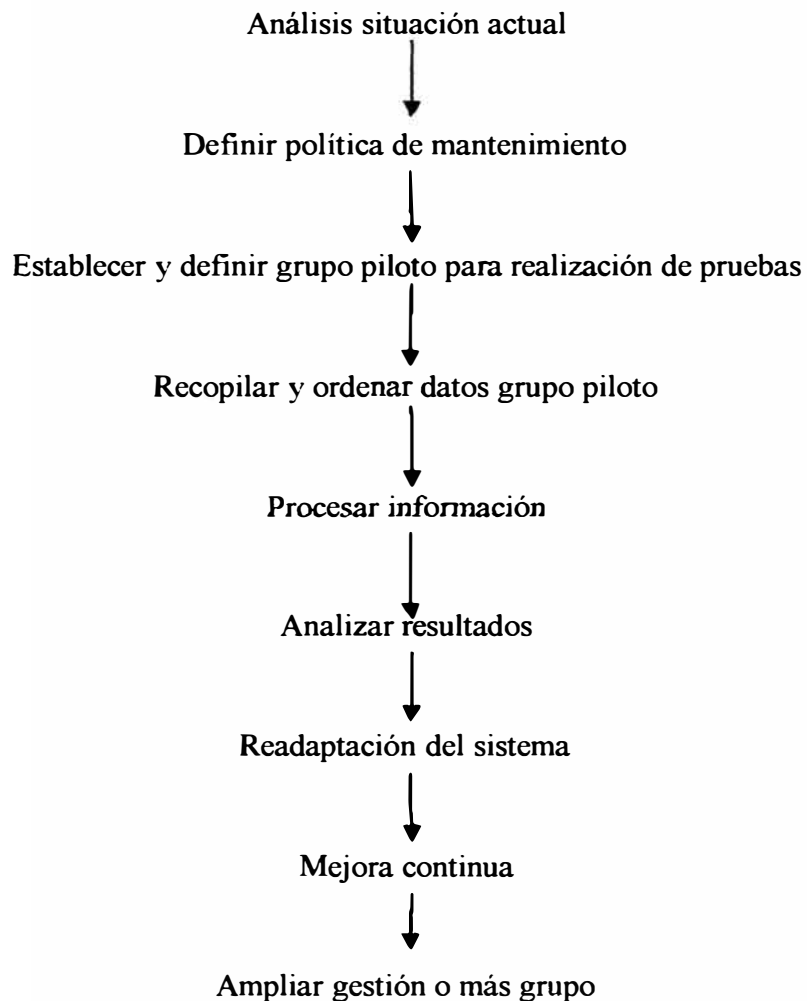 Análisis situación actual
Definir política de mantenimiento
Establecer y definir grupo piloto para realización de pruebas
Recopilar y ordenar datos grupo piloto
Procesar información
Analizar resultados
Readaptación del sistema
Mejora continua
Ampliar gestión o más grupo